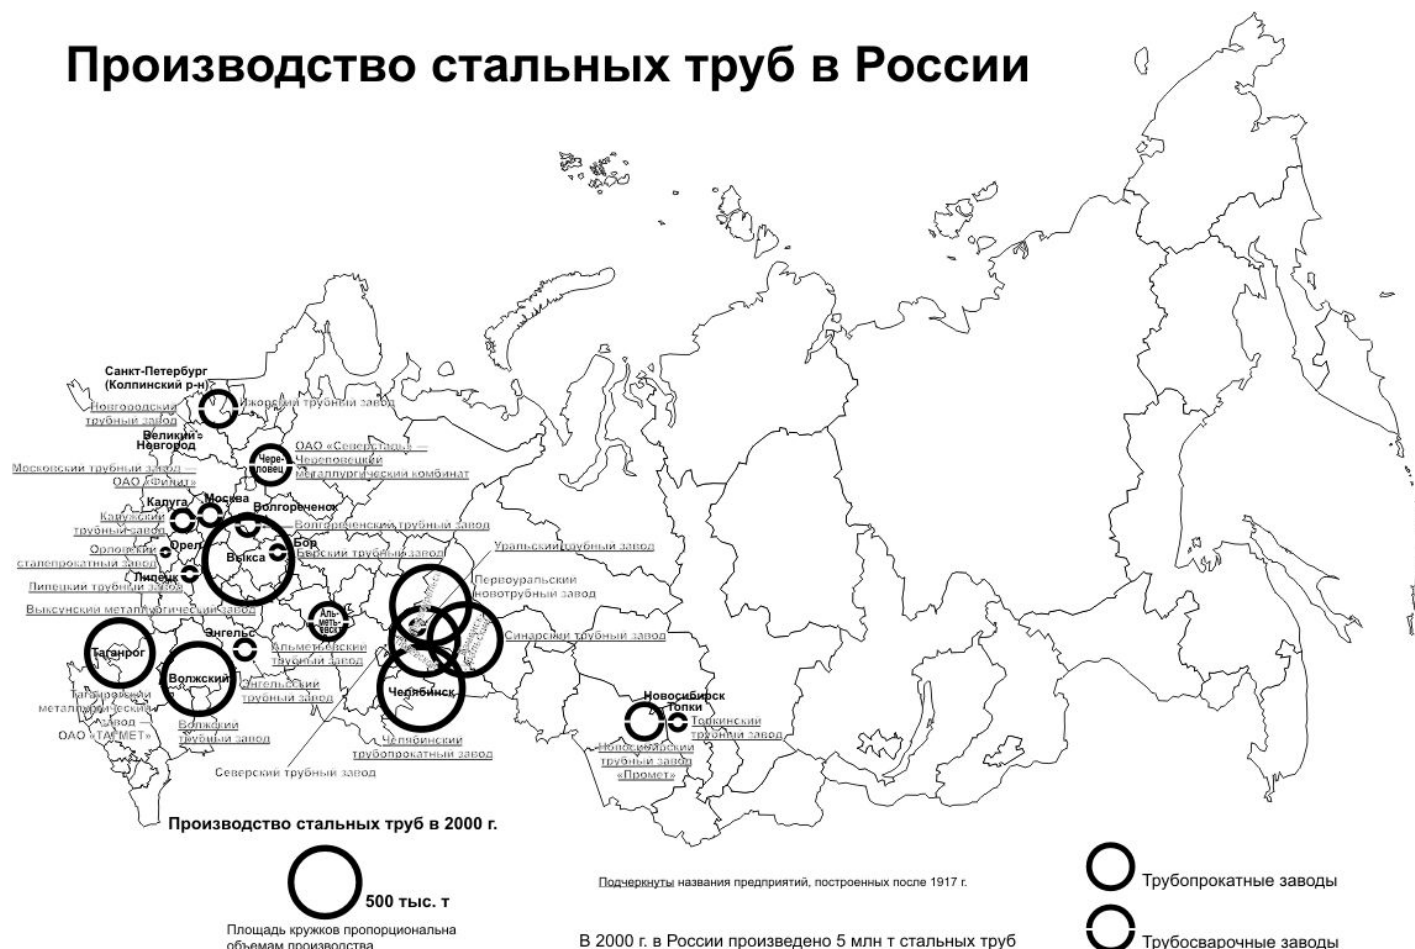 Производство стальных труб в России
Санкт-Петербург
(Колпинский р-н)
Новгородский
трубный завод
Ижорский трубный завод
Великий
Новгород
ОАО «Северсталь» —
Череповецкий
металлургический комбинат
Чере-
повец
Московский трубный завод —
ОАО «Филит»
Калуга
Москва
Волгореченск
Калужский
трубный завод
Волгореченский трубный завод
Орел
Бор
Выкса
Борский трубный завод
Орловский
сталепрокатный завод
Уральский трубный завод
Липецк
Липецкий трубный завод
Первоуральский
новотрубный завод
Выксунский металлургический завод
Аль-
меть-
евск
Синарский трубный завод
Энгельс
Альметьевский
трубный завод
Таганрог
Волжский
Энгельсский
трубный завод
Челябинск
Таганрогский
металлургический
завод —
ОАО «ТАГМЕТ»
Волжский
трубный завод
Челябинский
трубопрокатный завод
Северский трубный завод
Новосибирск
Топки
Топкинский
трубный завод
Новосибирский
трубный завод
«Промет»
Производство стальных труб в 2000 г.
500 тыс. т
Площадь кружков пропорциональна
объемам производства
Подчеркнуты названия предприятий, построенных после 1917 г.
В 2000 г. в России произведено 5 млн т стальных труб
Трубопрокатные заводы
Трубосварочные заводы